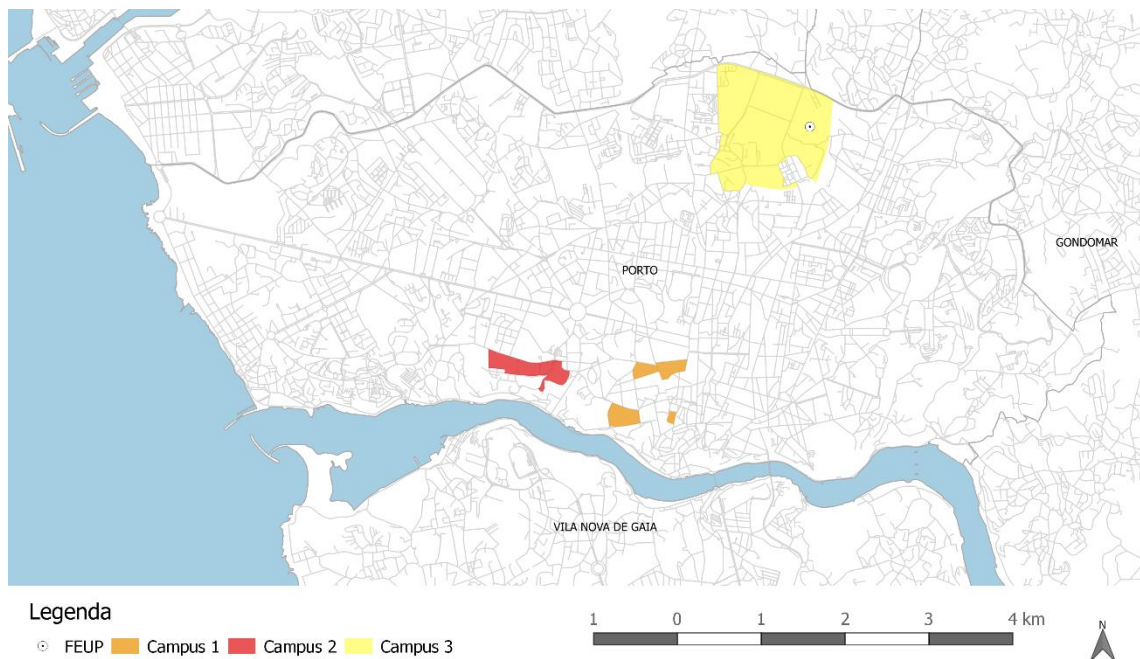 GONDOMAR
PORTO
VILA NOVA DE GAIA
Legenda
FEUP Campus 1 Campus 2 Campus 3
1 0 1 2 3 4 km
N